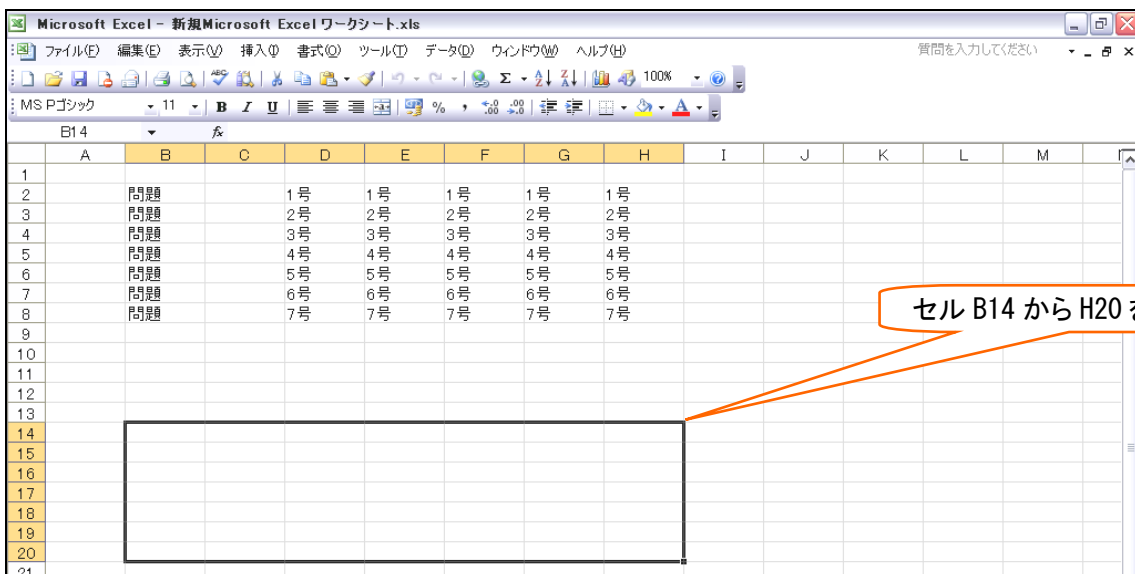 Microsoft Excel - 新規Microsoft Excel ワークシート.xls
ファイル(F) 編集(E) 表示(V) 挿入(I) 書式(O) ツール(T) データ(D) ウィンドウ(W) ヘルプ(H) 質問を入力してください
100%
MS Pゴシック 11 B I U
B14 fx
A B C D E F G H I J K L M
1
2 問題 1号 1号 1号 1号 1号
3 問題 2号 2号 2号 2号 2号
4 問題 3号 3号 3号 3号 3号
5 問題 4号 4号 4号 4号 4号
6 問題 5号 5号 5号 5号 5号
7 問題 6号 6号 6号 6号 6号
8 問題 7号 7号 7号 7号 7号
セル B14 から H20
9
10
11
12
13
14
15
16
17
18
19
20
21